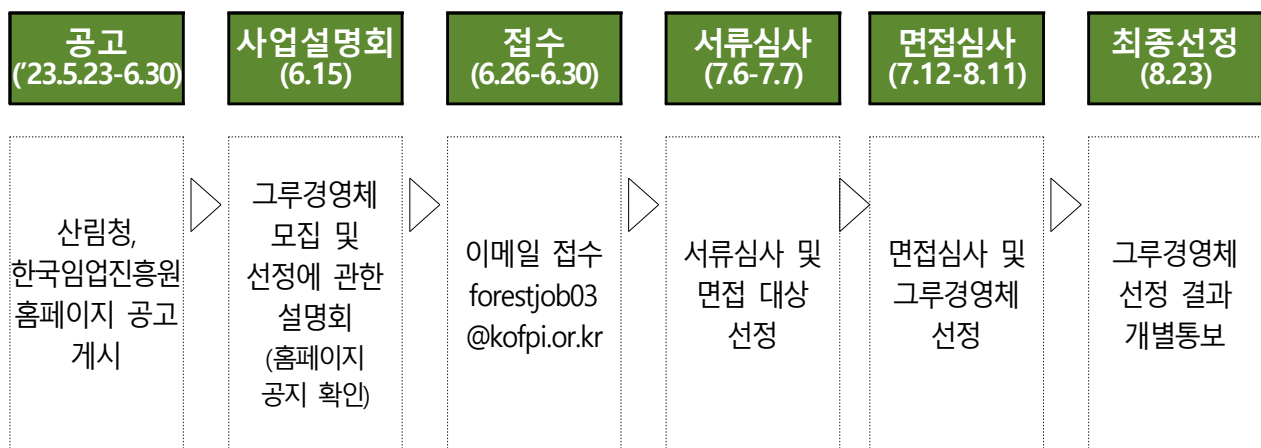 공고
('23.5.23-6.30)
사업설명회
(6.15)
접수
(6.26-6.30)
서류심사
(7.6-7.7)
면접심사
(7.12-8.11)
최종선정
(8.23)
산림청,
한국임업진흥원
홈페이지 공고
게시
그루경영체
모집 및
선정에 관한
설명회
(홈페이지
공지 확인)
이메일 접수
forestjob03
@kofpi.or.kr
서류심사 및
면접 대상
선정
면접심사 및
그루경영체
선정
그루경영체
선정 결과
개별통보